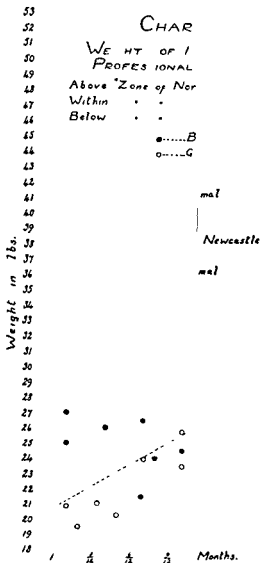 CHAR
WE HT OF 1
PROFES IONAL
Above "Zone of Nor
Within " "
Below " "
B
G
mal
Newcastle
mal
Weight in lbs.
53
52
51
50
49
48
47
46
45
44
43
42
41
40
39
38
37
36
35
34
33
32
31
30
29
28
27
26
25
24
23
22
21
20
19
18
Months.